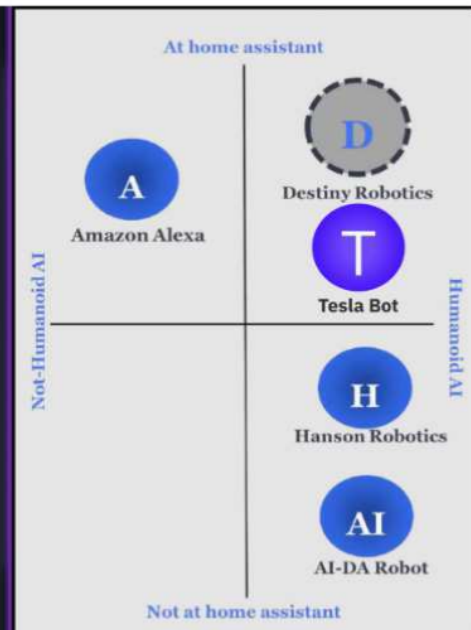 At home assistant
D
Destiny Robotics
A
Amazon Alexa
T
Tesla Bot
Not-Humanoid AI
Humanoid AI
H
Hanson Robotics
AI
AI-DA Robot
Not at home assistant